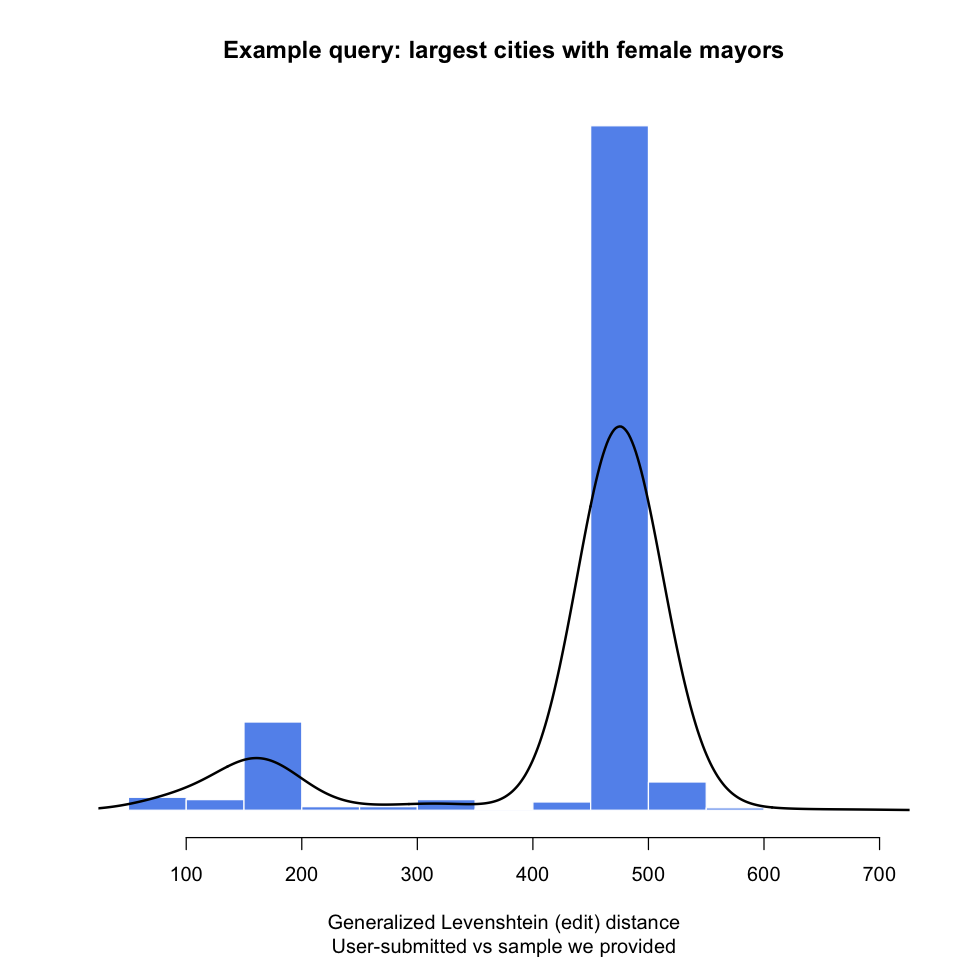 Example query: largest cities with female mayors
100 200 300 400 500 600 700
Generalized Levenshtein (edit) distance
User-submitted vs sample we provided